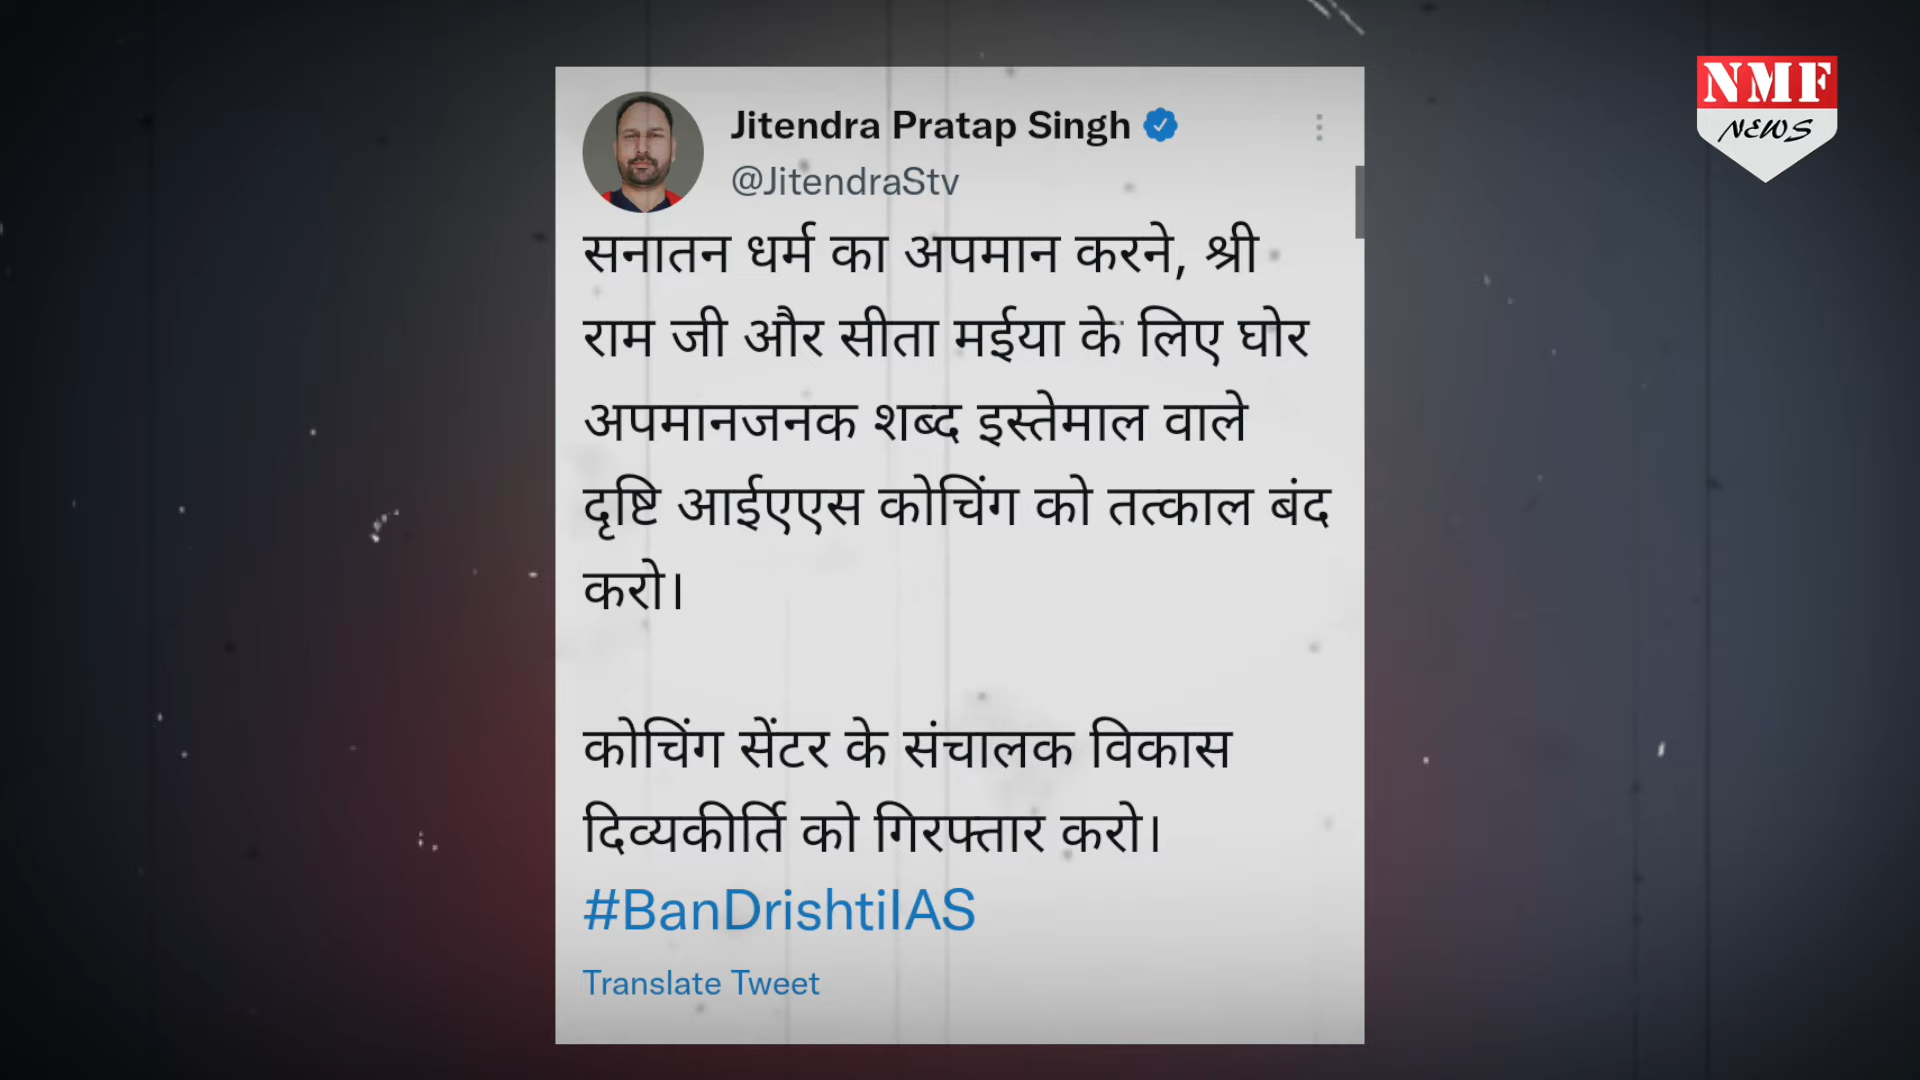 NMF
NEWS
Jitendra Pratap Singh
@JitendraStv
सनातन धर्म का अपमान करने, श्री
राम जी और सीता मईया के लिए घोर
अपमानजनक शब्द इस्तेमाल वाले
दृष्टि आईएएस कोचिंग को तत्काल बंद
करो।
कोचिंग सेंटर के संचालक विकास
दिव्यकीर्ति को गिरफ्तार करो।
#BanDrishtiIAS
Translate Tweet